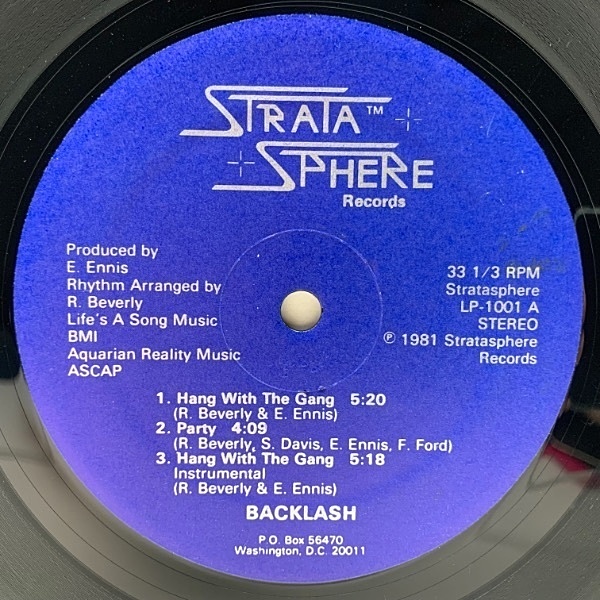 STRATA™
SPHERE
Records
Produced by
E. Ennis
Rhythm Arranged by
R. Beverly
Life's A Song Music
BMI
Aquarian Reality Music
ASCAP
33 1/3 RPM
Stratasphere
LP-1001 A
STEREO
℗ 1981 Stratasphere
Records
1. Hang With The Gang 5:20
(R. Beverly & E. Ennis)
2. Party 4:09
(R. Beverly, S. Davis, E. Ennis, F. Ford)
3. Hang With The Gang 5:18
Instrumental
(R. Beverly & E. Ennis)
BACKLASH
P.O. Box 56470
Washington, D.C. 20011